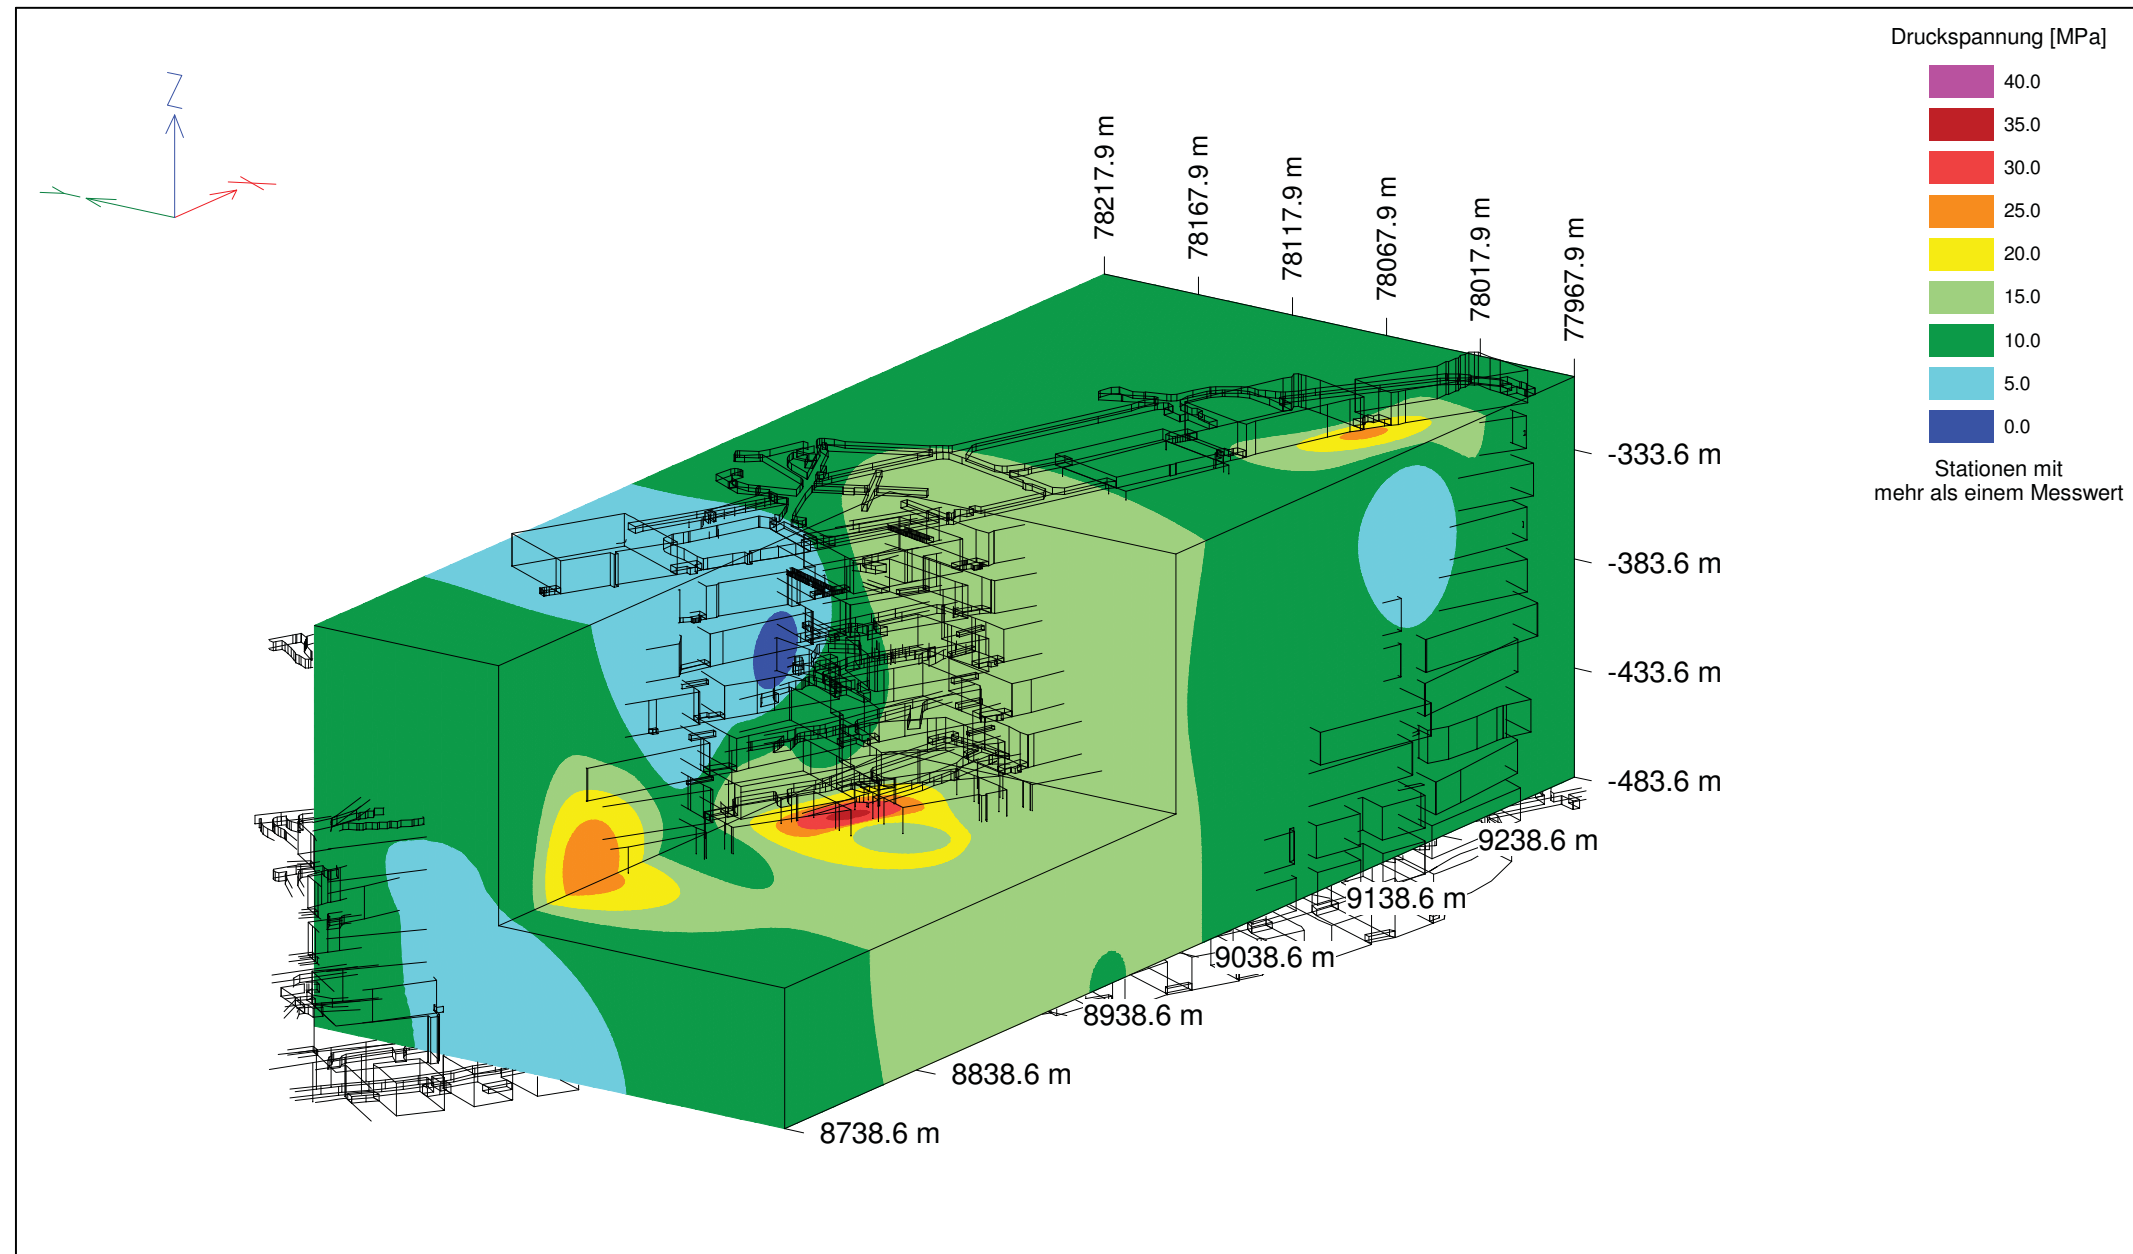 Druckspannung [MPa]
40.0
35.0
30.0
25.0
20.0
15.0
10.0
5.0
0.0
Stationen mit
mehr als einem Messwert
Z
Y
X
78217.9 m
78167.9 m
78117.9 m
78067.9 m
78017.9 m
77967.9 m
-333.6 m
-383.6 m
-433.6 m
-483.6 m
9238.6 m
9138.6 m
9038.6 m
8938.6 m
8838.6 m
8738.6 m